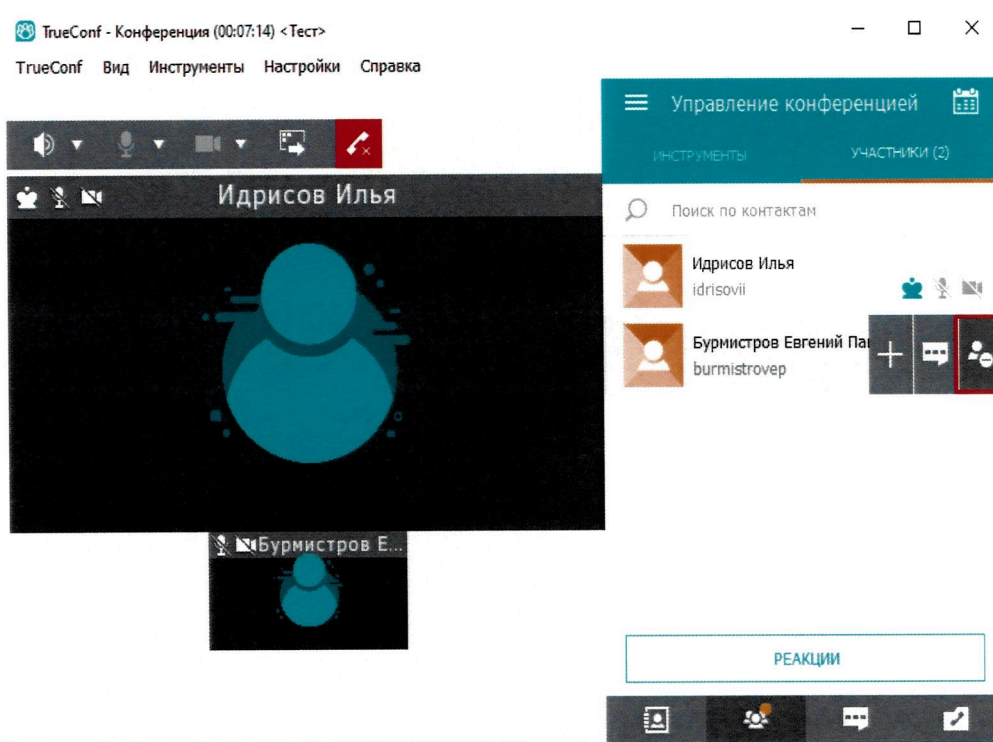 TrueConf - Конференция (00:07:14) <Тест>
TrueConf Вид Инструменты Настройки Справка
Управление конференцией
ИНСТРУМЕНТЫ УЧАСТНИКИ (2)
Идрисов Илья
Поиск по контактам
Идрисов Илья
idrisovii
Бурмистров Евгений Па
burmistrovep
Бурмистров Е...
РЕАКЦИИ